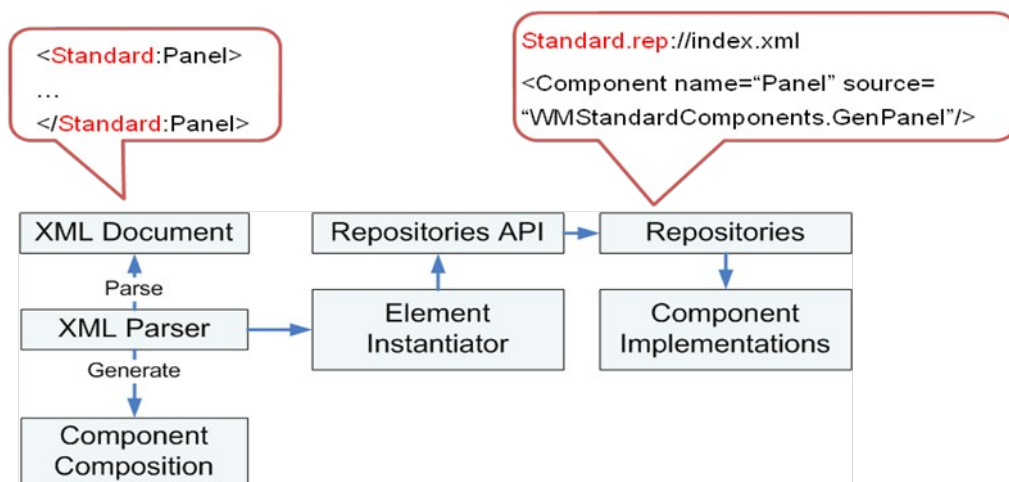 <Standard:Panel>
...
</Standard:Panel>
Standard.rep://index.xml
<Component name=“Panel” source=
“WMStandardComponents.GenPanel”/>
XML Document
Repositories API
Repositories
Parse
XML Parser
Element
Instantiator
Component
Implementations
Generate
Component
Composition